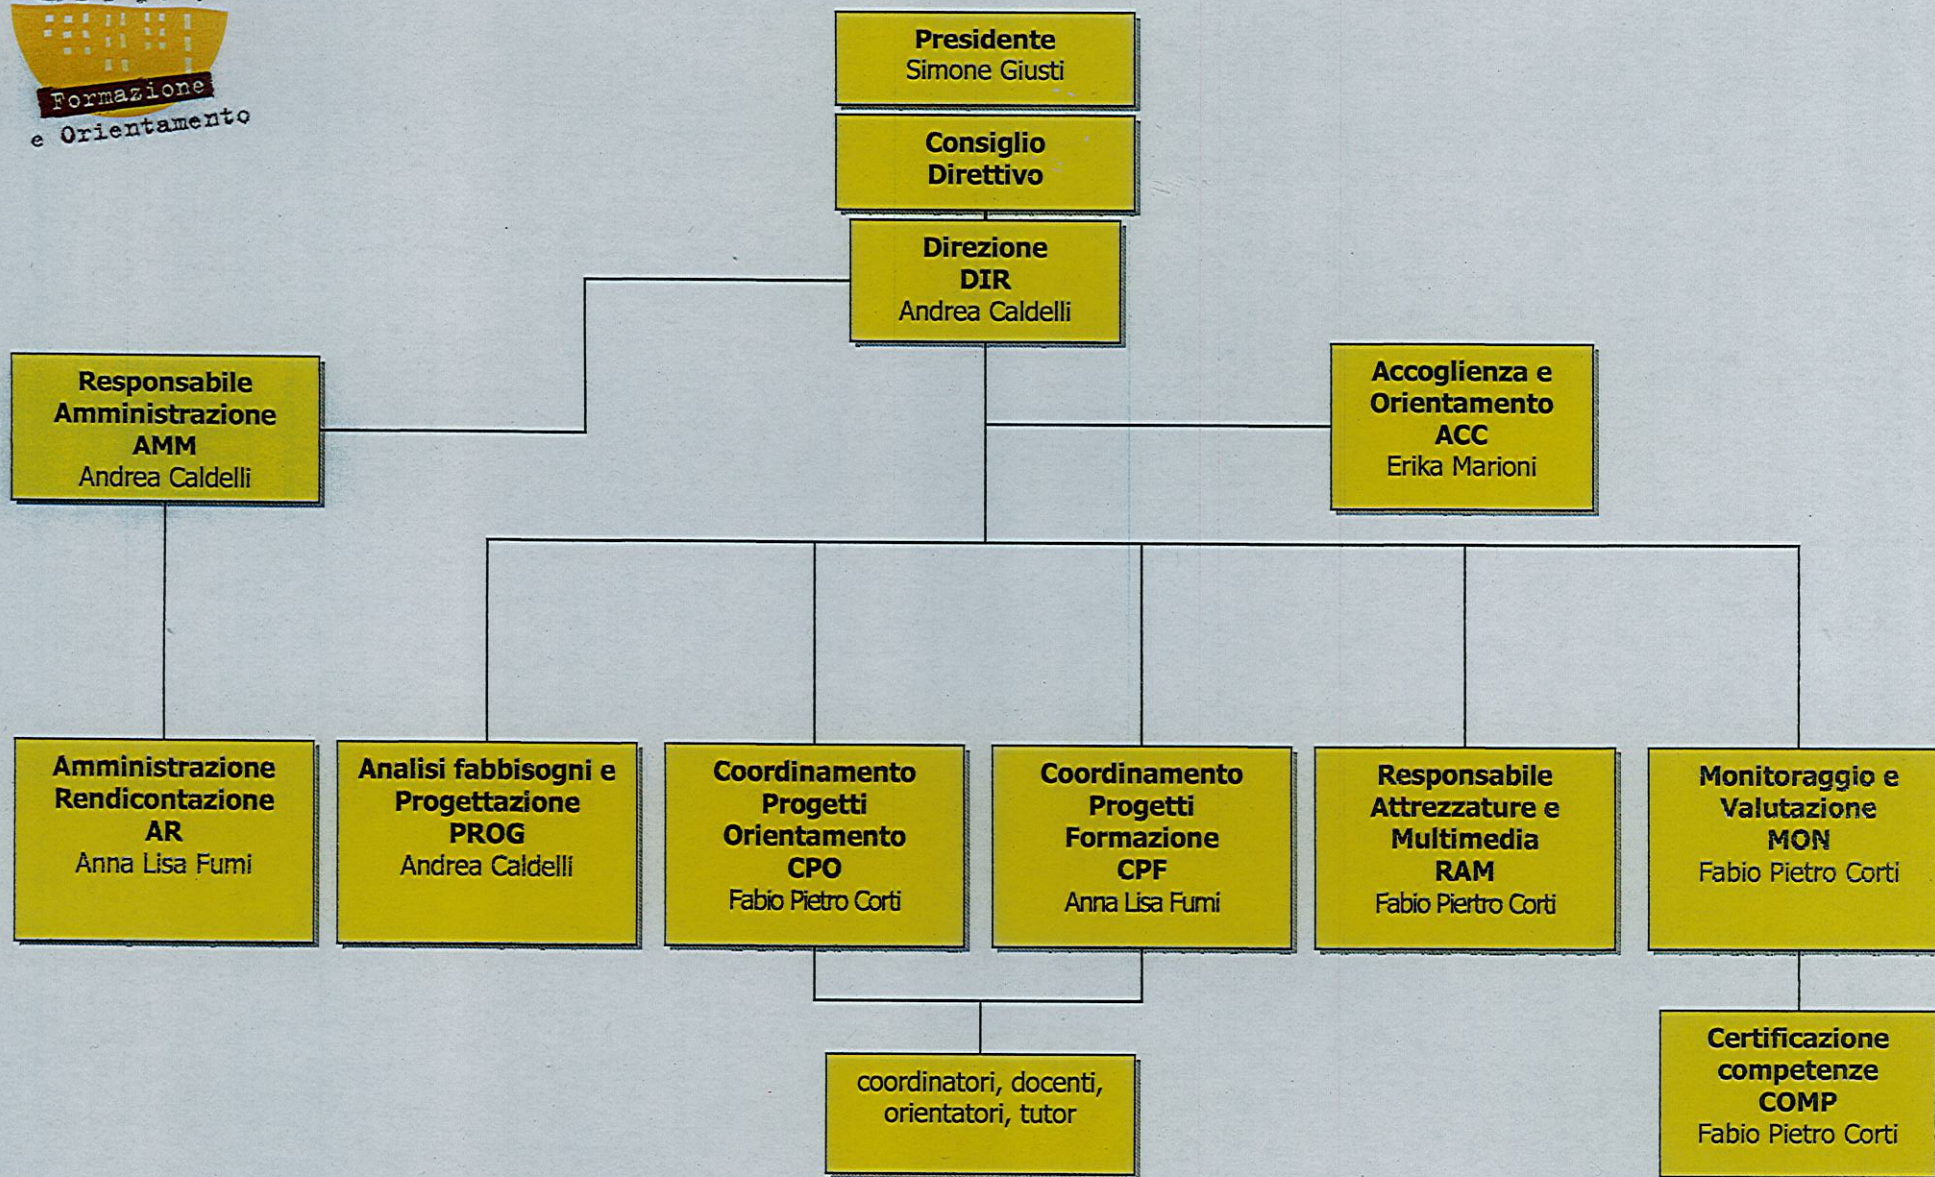 Formazione
e Orientamento
Presidente
Simone Giusti
Consiglio
Direttivo
Direzione
DIR
Andrea Caldelli
Responsabile
Amministrazione
AMM
Andrea Caldelli
Accoglienza e
Orientamento
ACC
Erika Marioni
Amministrazione
Rendicontazione
AR
Anna Lisa Fumi
Analisi fabbisogni e
Progettazione
PROG
Andrea Caldelli
Coordinamento
Progetti
Orientamento
CPO
Fabio Pietro Corti
Coordinamento
Progetti
Formazione
CPF
Anna Lisa Fumi
Responsabile
Attrezzature e
Multimedia
RAM
Fabio Piertro Corti
Monitoraggio e
Valutazione
MON
Fabio Pietro Corti
coordinatori, docenti,
orientatori, tutor
Certificazione
competenze
COMP
Fabio Pietro Corti